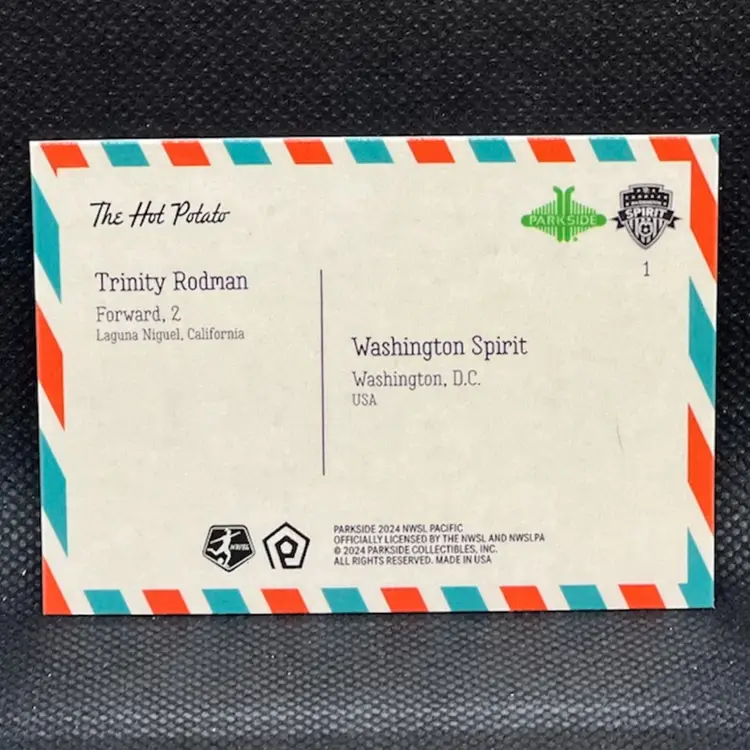 The Hot Potato
PARKSIDE
SPIRIT
1
Trinity Rodman
Forward, 2
Laguna Niguel, California
Washington Spirit
Washington, D.C.
USA
NWSL
PARKSIDE 2024 NWSL PACIFIC
OFFICIALLY LICENSED BY THE NWSL AND NWSLPA
© 2024 PARKSIDE COLLECTIBLES, INC.
ALL RIGHTS RESERVED. MADE IN USA